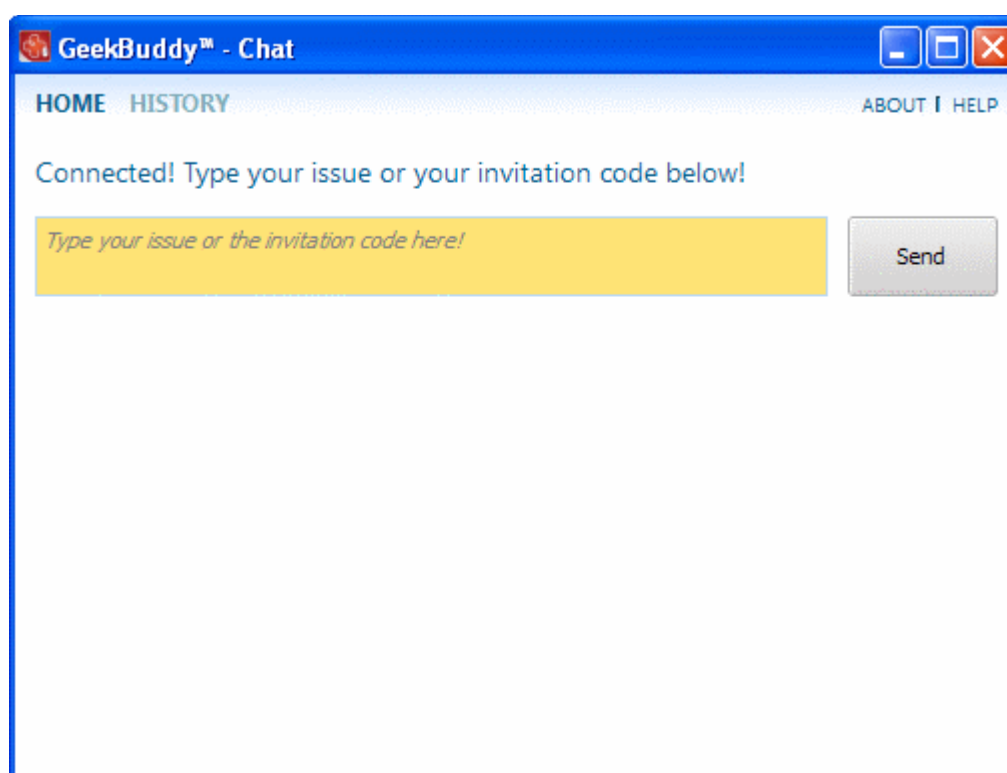 GeekBuddy™ - Chat
HOME HISTORY ABOUT | HELP
Connected! Type your issue or your invitation code below!
Type your issue or the invitation code here!
Send